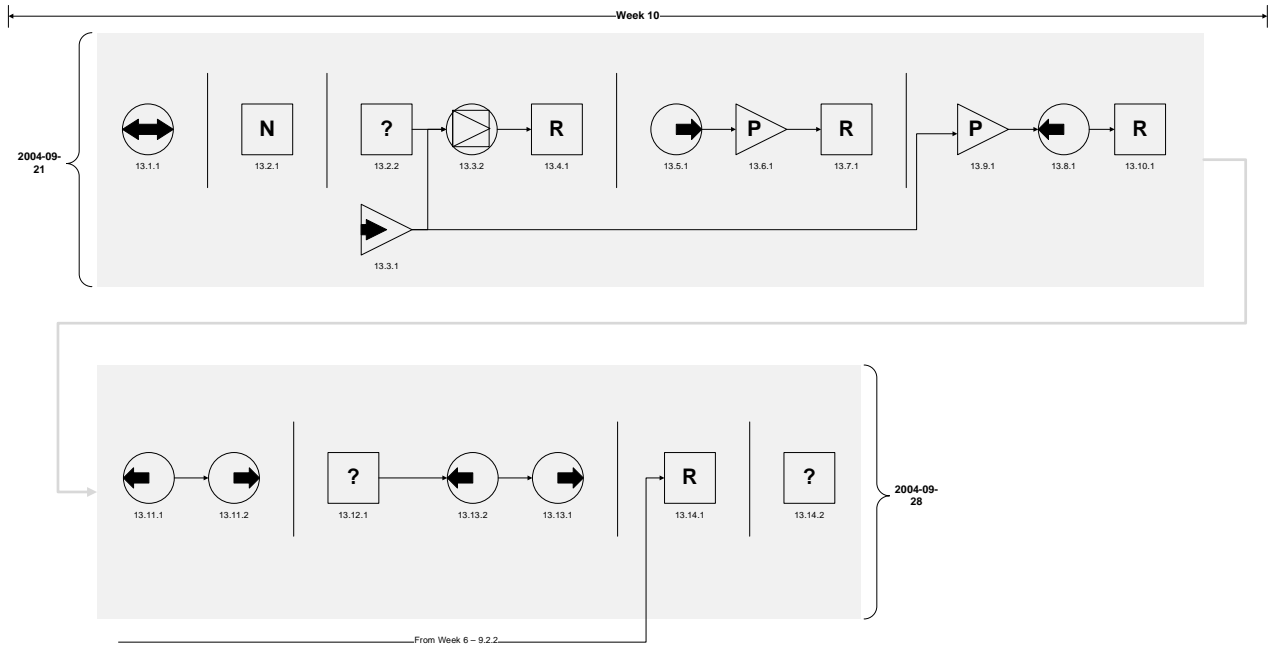 Week 10
N
?
R
P
R
P
R
13.1.1
13.2.1
13.2.2
13.3.2
13.4.1
13.5.1
13.6.1
13.7.1
13.9.1
13.8.1
13.10.1
2004-09-
21
13.3.1
?
R
?
13.11.1
13.11.2
13.12.1
13.13.2
13.13.1
13.14.1
13.14.2
2004-09-
28
From Week 6 – 9.2.2